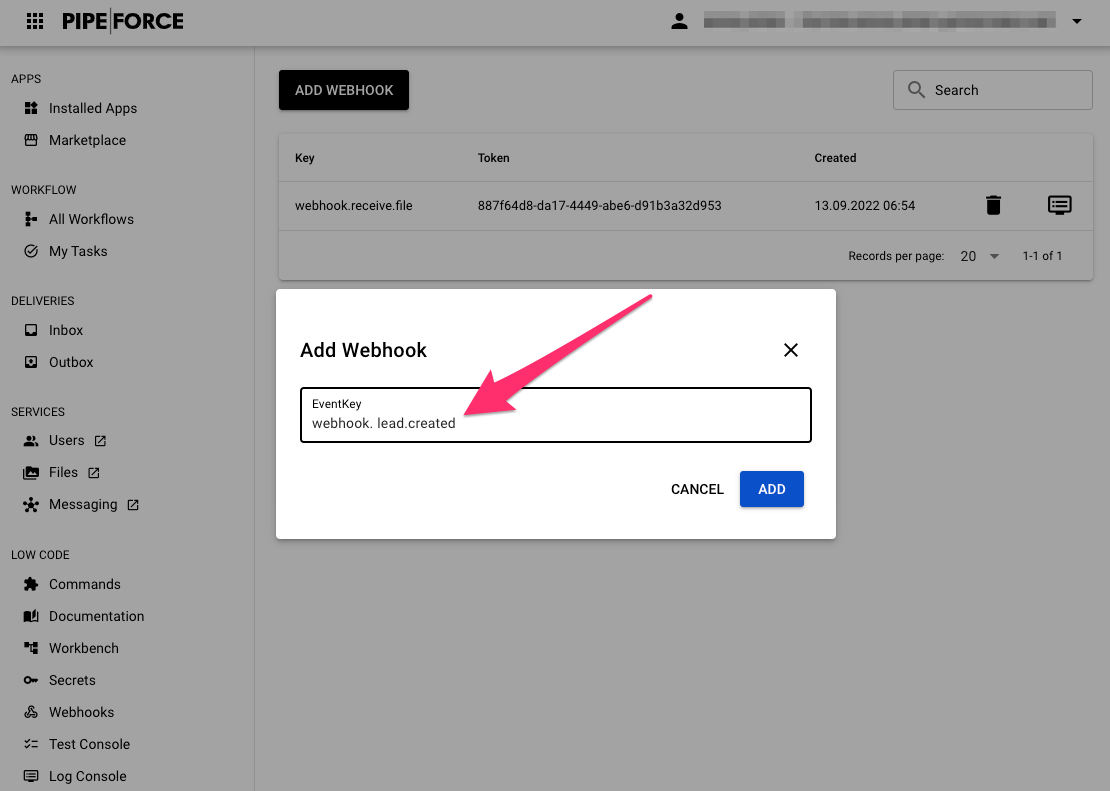 PIPE|FORCE
APPS
Installed Apps
Marketplace
WORKFLOW
All Workflows
My Tasks
DELIVERIES
Inbox
Outbox
SERVICES
Users
Files
Messaging
LOW CODE
Commands
Documentation
Workbench
Secrets
Webhooks
Test Console
Log Console
ADD WEBHOOK
Search
Key Token Created
webhook.receive.file 887f64d8-da17-4449-abe6-d91b3a32d953 13.09.2022 06:54
Records per page: 20 1-1 of 1
Add Webhook
EventKey
webhook. lead.created
CANCEL ADD